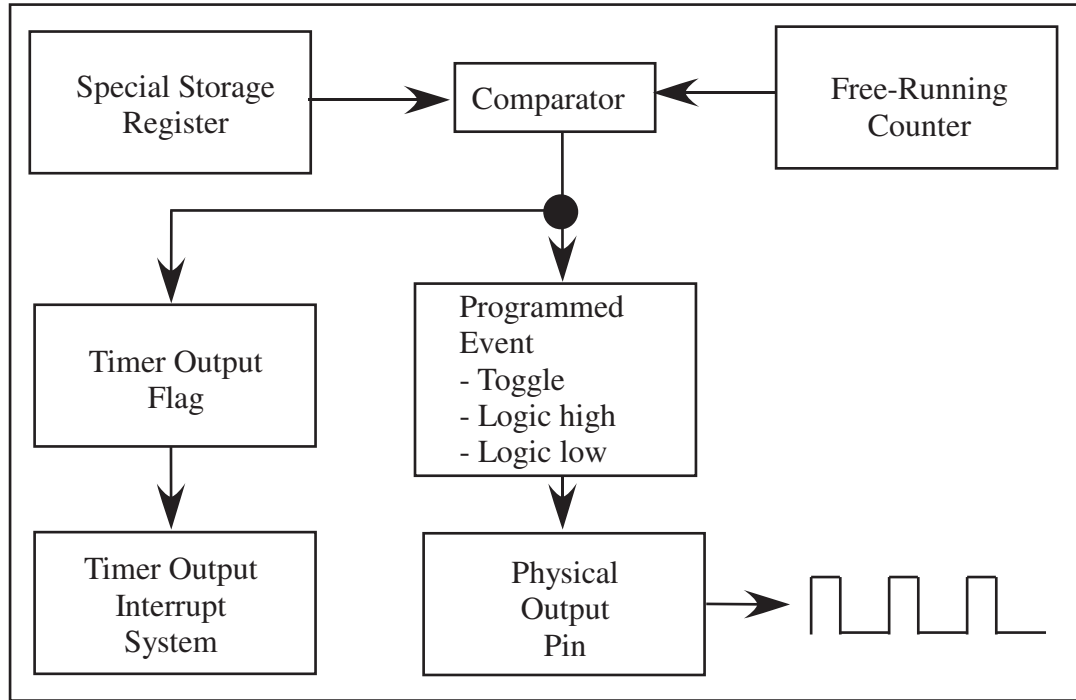 Special Storage
Register
Comparator
Free-Running
Counter
Timer Output
Flag
Programmed
Event
- Toggle
- Logic high
- Logic low
Timer Output
Interrupt
System
Physical
Output
Pin